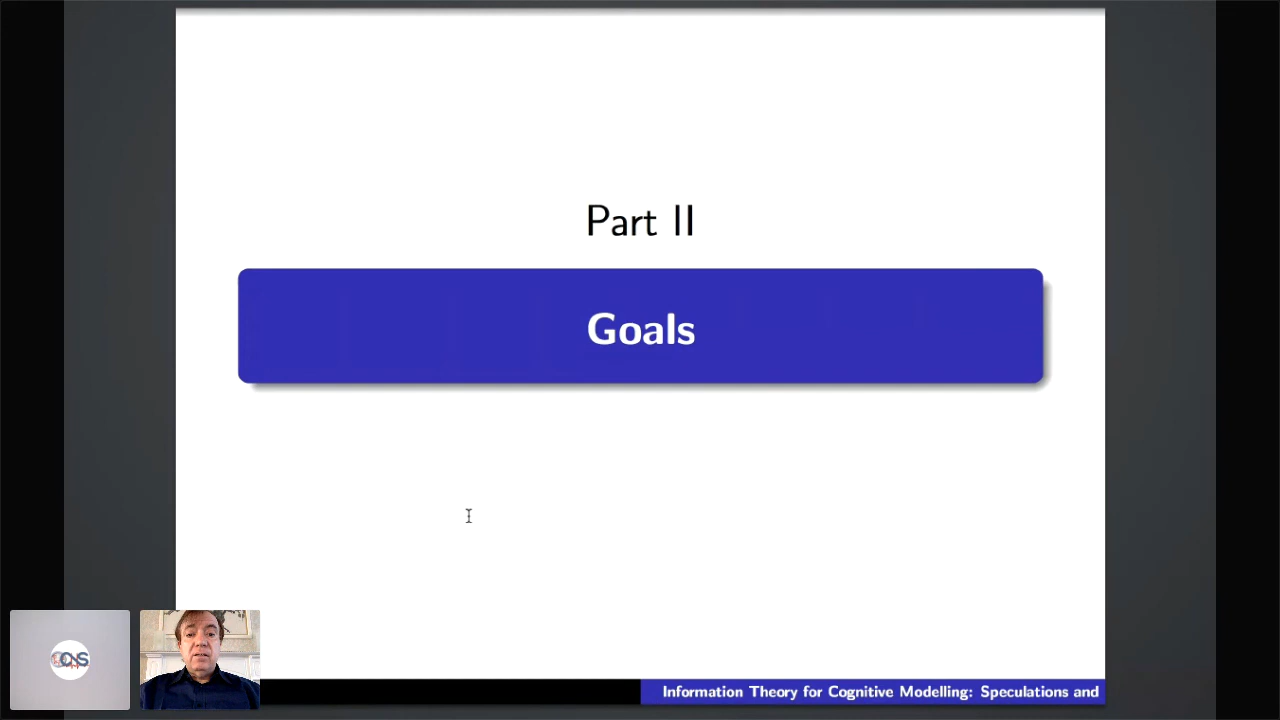 Part II
Goals
Information Theory for Cognitive Modelling: Speculations and